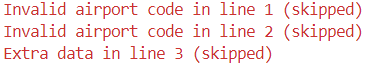 Invalid airport code in line 1 (skipped)
Invalid airport code in line 2 (skipped)
Extra data in line 3 (skipped)